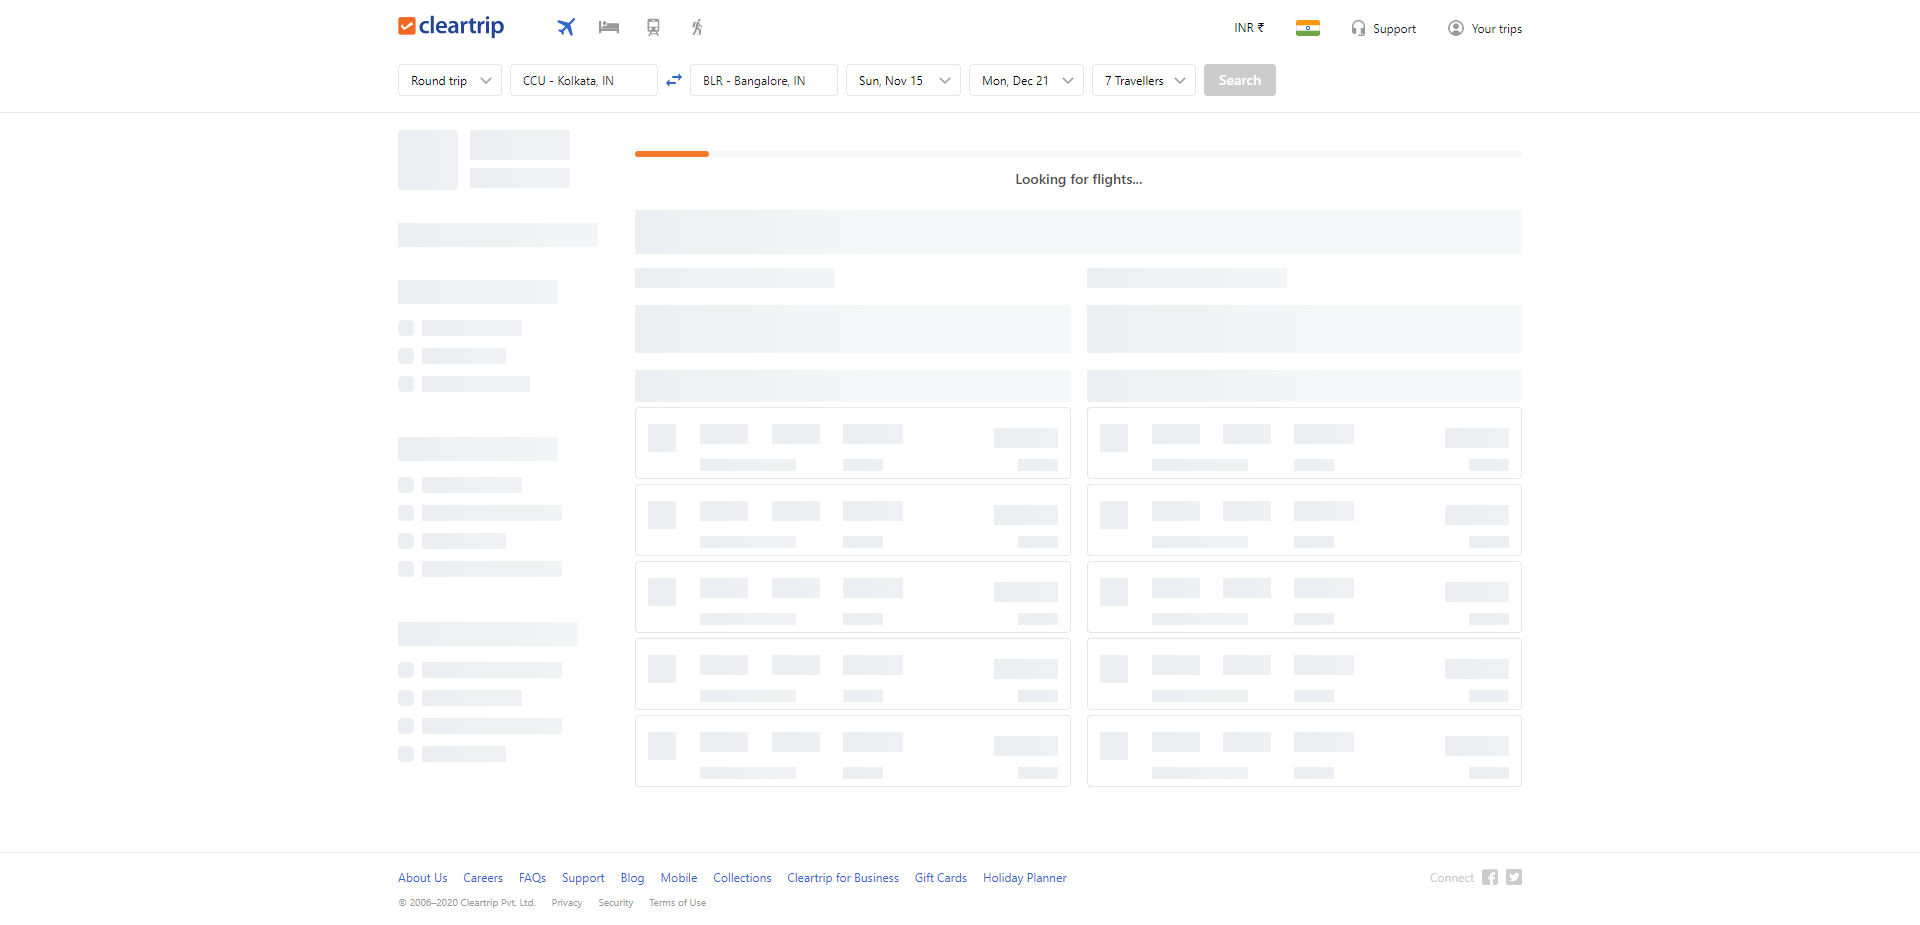 cleartrip
INR ₹
Support
Your trips
Round trip
CCU - Kolkata, IN
BLR - Bangalore, IN
Sun, Nov 15
Mon, Dec 21
7 Travellers
Search
Looking for flights...
About Us Careers FAQs Support Blog Mobile Collections Cleartrip for Business Gift Cards Holiday Planner
Connect
© 2006–2020 Cleartrip Pvt. Ltd. Privacy Security Terms of Use